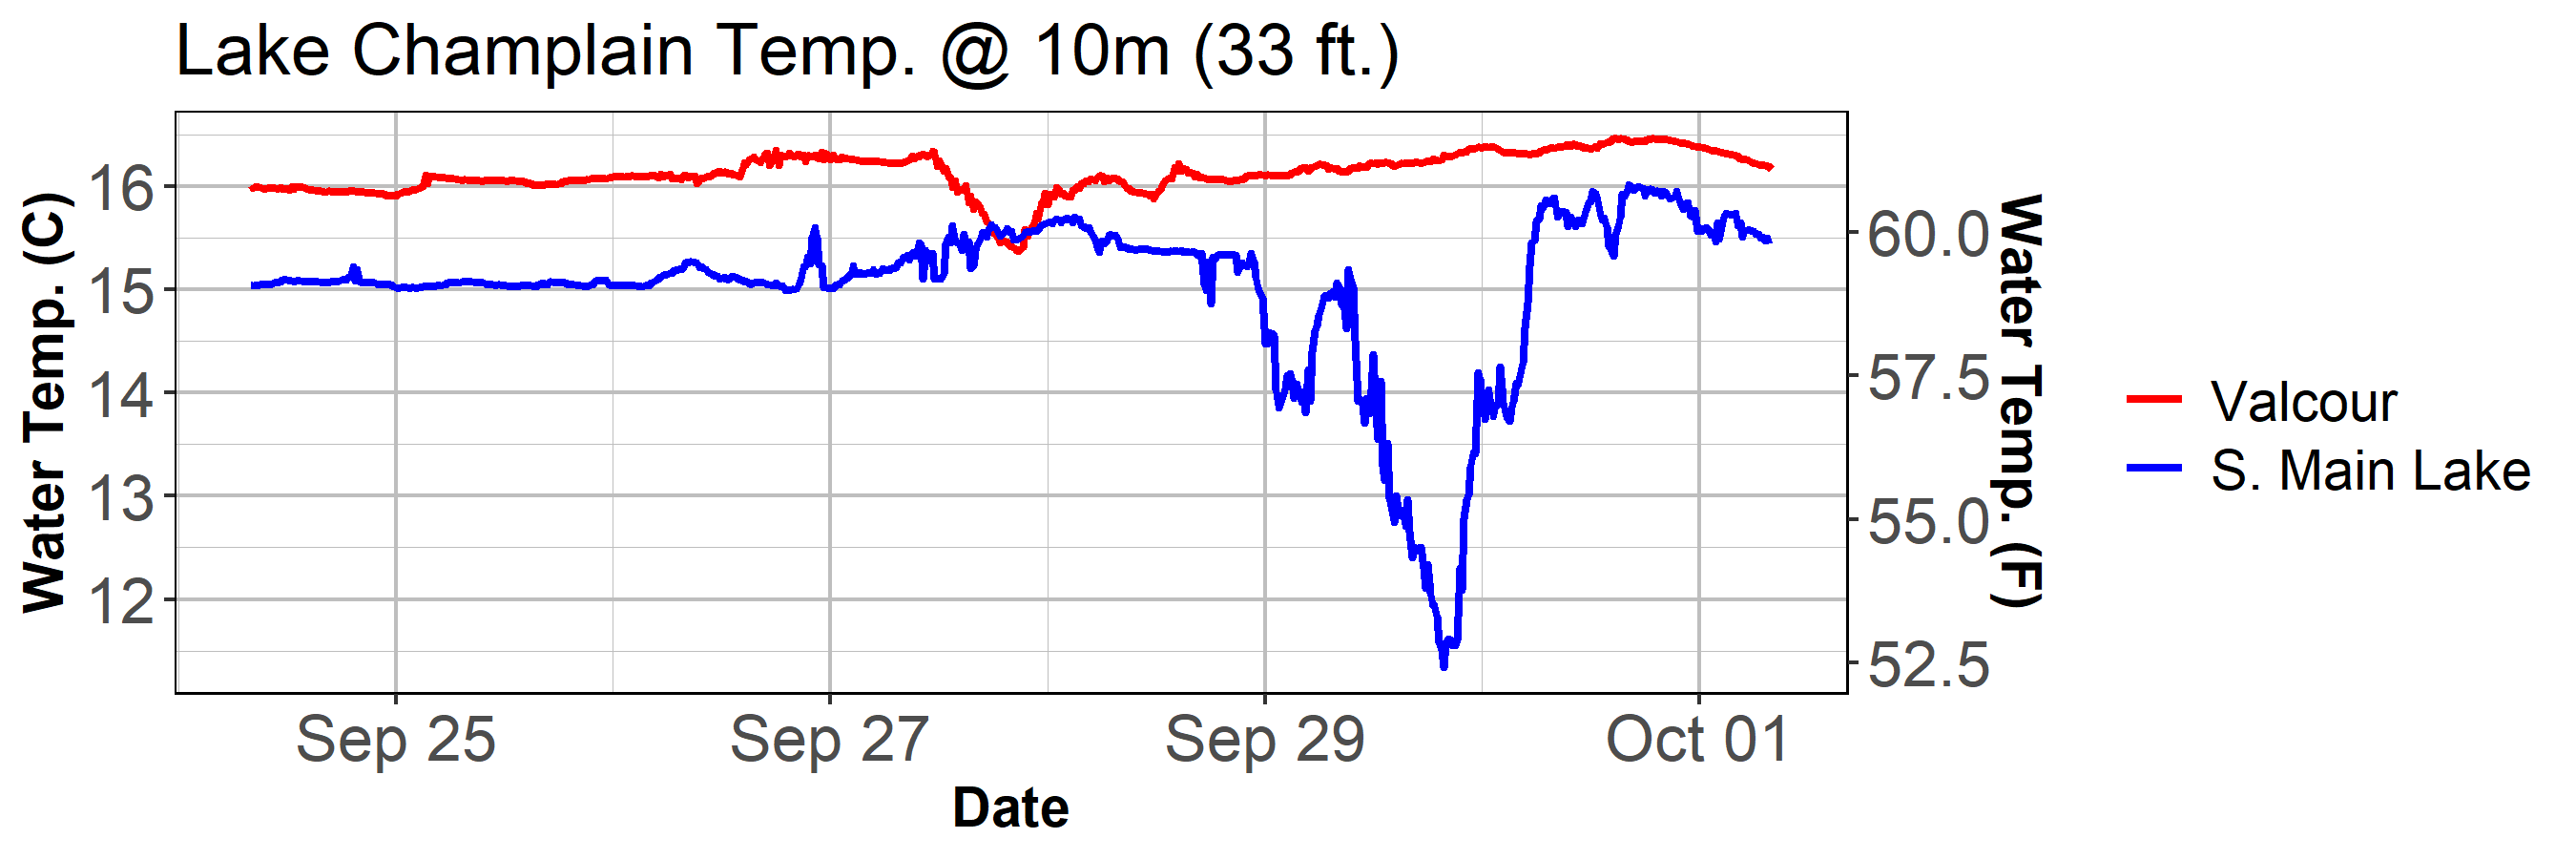 Lake Champlain Temp. @ 10m (33 ft.)
Water Temp. (C)
16
15
14
13
12
60.0
57.5
55.0
52.5
Water Temp. (F)
Sep 25
Sep 27
Sep 29
Oct 01
Date
Valcour
S. Main Lake